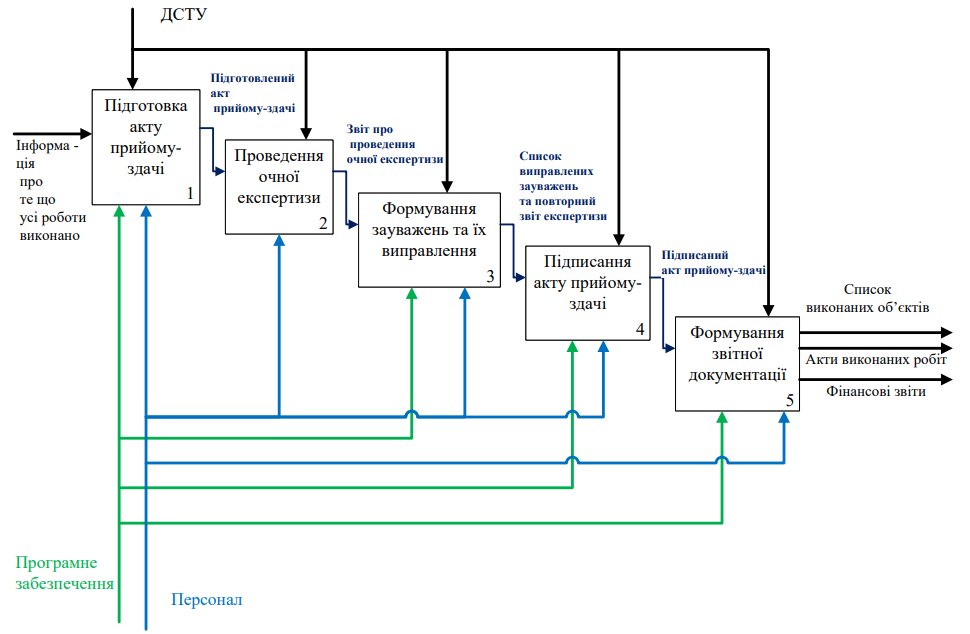 ДСТУ
Інформа -
ція
про
те що
усі роботи
виконано
Підготовка
акту
прийому-
здачі
1
Підготовлений
акт
прийому-здачі
Проведення
очної
експертизи
2
Звіт про
проведення
очної експертизи
Формування
зауважень та їх
виправлення
3
Список
виправлених
зауважень
та повторний
звіт експертизи
Підписання
акту прийому-
здачі
4
Підписаний
акт прийому-здачі
Формування
звітної
документації
5
Список
виконаних об’єктів
Акти виконаних робіт
Фінансові звіти
Програмне
забезпечення
Персонал